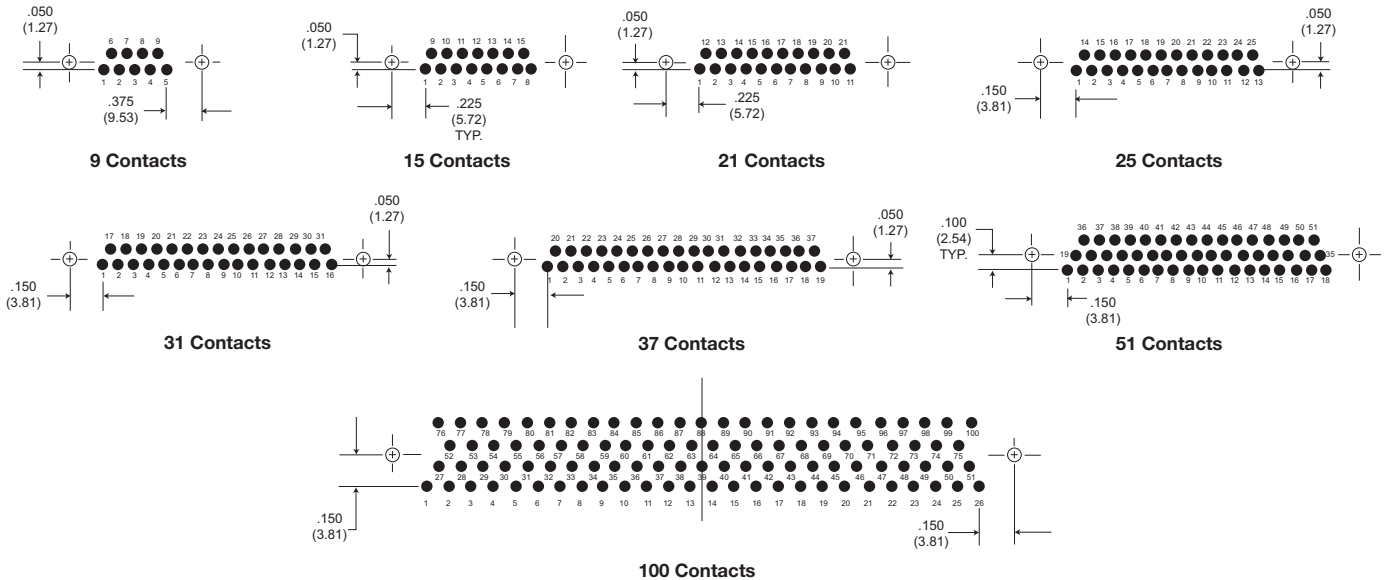 .050
(1.27)
6 7 8 9
1 2 3 4 5
.375
(9.53)
9 Contacts
.050
(1.27)
9 10 11 12 13 14 15
1 2 3 4 5 6 7 8
.225
(5.72)
TYP.
15 Contacts
.050
(1.27)
12 13 14 15 16 17 18 19 20 21
1 2 3 4 5 6 7 8 9 10 11
.225
(5.72)
21 Contacts
.050
(1.27)
14 15 16 17 18 19 20 21 22 23 24 25
1 2 3 4 5 6 7 8 9 10 11 12 13
.150
(3.81)
25 Contacts
.050
(1.27)
17 18 19 20 21 22 23 24 25 26 27 28 29 30 31
1 2 3 4 5 6 7 8 9 10 11 12 13 14 15 16
.150
(3.81)
31 Contacts
.050
(1.27)
20 21 22 23 24 25 26 27 28 29 30 31 32 33 34 35 36 37
1 2 3 4 5 6 7 8 9 10 11 12 13 14 15 16 17 18 19
.150
(3.81)
37 Contacts
.100
(2.54)
TYP.
36 37 38 39 40 41 42 43 44 45 46 47 48 49 50 51
19 35
1 2 3 4 5 6 7 8 9 10 11 12 13 14 15 16 17 18
.150
(3.81)
51 Contacts
76 77 78 79 80 81 82 83 84 85 86 87 88 89 90 91 92 93 94 95 96 97 98 99 100
52 53 54 55 56 57 58 59 60 61 62 63 64 65 66 67 68 69 70 71 72 73 74 75
27 28 29 30 31 32 33 34 35 36 37 38 39 40 41 42 43 44 45 46 47 48 49 50 51
1 2 3 4 5 6 7 8 9 10 11 12 13 14 15 16 17 18 19 20 21 22 23 24 25 26
.150
(3.81)
.150
(3.81)
100 Contacts